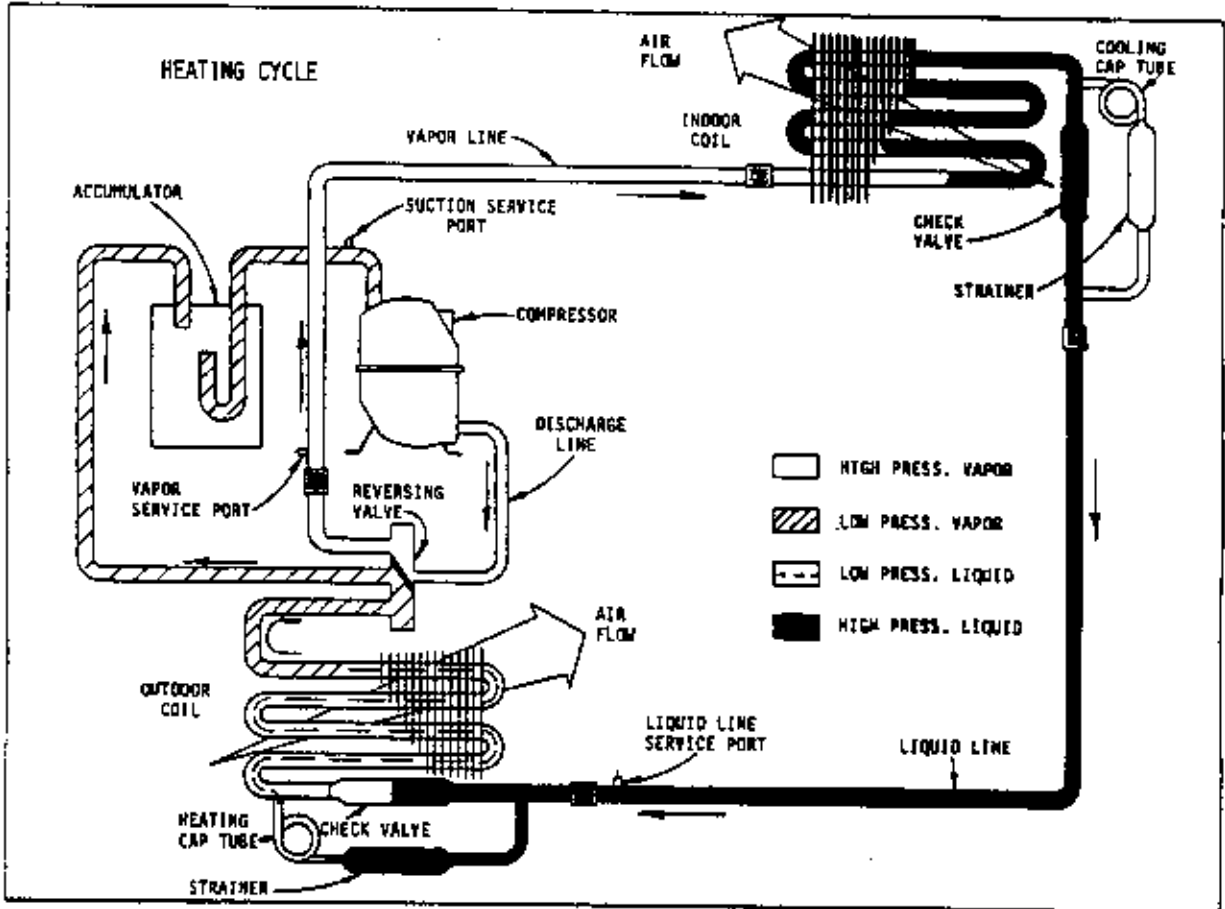 HEATING CYCLE
AIR
FLOW
COOLING
CAP TUBE
INDOOR
COIL
VAPOR LINE
ACCUMULATOR
SUCTION SERVICE
PORT
CHECK
VALVE
STRAINER
COMPRESSOR
DISCHARGE
LINE
VAPOR
SERVICE PORT
REVERSING
VALVE
HIGH PRESS. VAPOR
LOW PRESS. VAPOR
LOW PRESS. LIQUID
HIGH PRESS. LIQUID
AIR
FLOW
OUTDOOR
COIL
LIQUID LINE
SERVICE PORT
LIQUID LINE
HEATING
CAP TUBE
CHECK VALVE
STRAINER